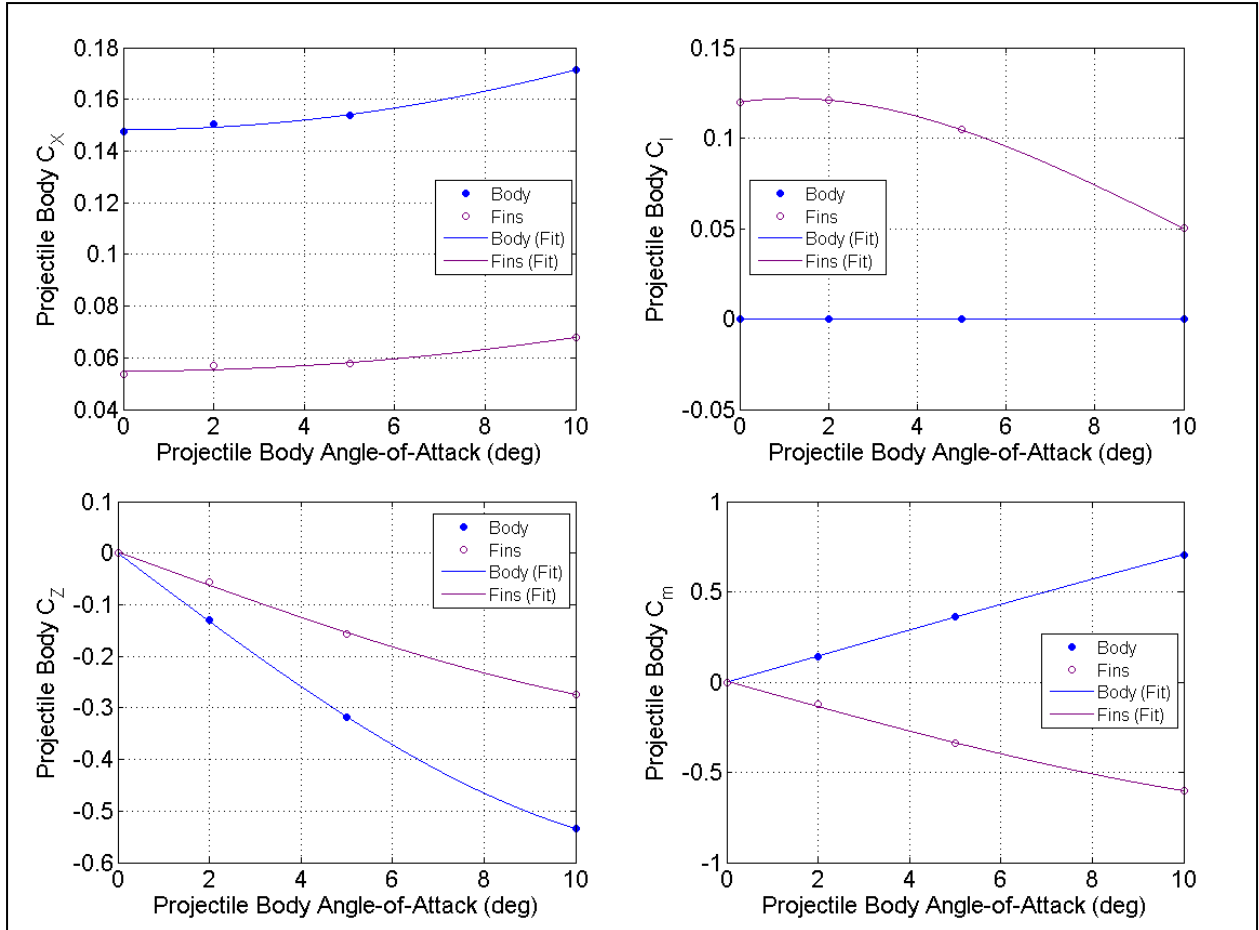 0.18
0.16
0.14
0.12
0.1
0.08
0.06
0.04
0 2 4 6 8 10
Projectile Body C_X
Projectile Body Angle-of-Attack (deg)
Body
Fins
Body (Fit)
Fins (Fit)
0.15
0.1
0.05
0
-0.05
0 2 4 6 8 10
Projectile Body C_l
Projectile Body Angle-of-Attack (deg)
Body
Fins
Body (Fit)
Fins (Fit)
0.1
0
-0.1
-0.2
-0.3
-0.4
-0.5
-0.6
0 2 4 6 8 10
Projectile Body C_Z
Projectile Body Angle-of-Attack (deg)
Body
Fins
Body (Fit)
Fins (Fit)
1
0.5
0
-0.5
-1
0 2 4 6 8 10
Projectile Body C_m
Projectile Body Angle-of-Attack (deg)
Body
Fins
Body (Fit)
Fins (Fit)